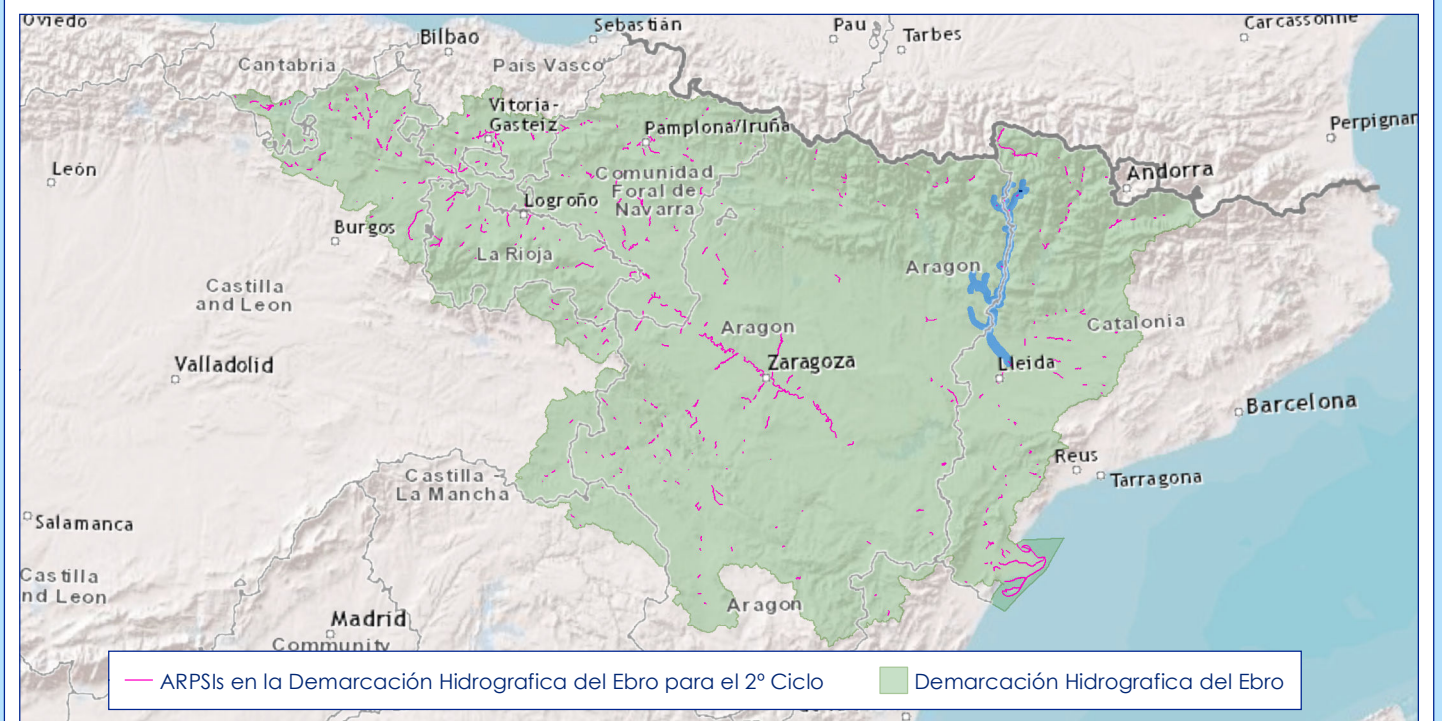 Oviedo
Sebastián
Pau
Tarbes
Carcassonne
Bilbao
Cantabria
Pais Vasco
Vitoria-
Gasteiz
Pamplona/Iruña
Perpignan
León
Andorra
Comunidad
Foral de
Navarra
Logroño
Burgos
La Rioja
Aragon
Castilla
and Leon
Catalonia
Aragon
Valladolid
Zaragoza
Lleida
Barcelona
Reus
Tarragona
Castilla
La Mancha
Salamanca
Castilla
nd Leon
Aragon
Madrid
Community
ARPSIs en la Demarcación Hidrografica del Ebro para el 2º Ciclo
Demarcación Hidrografica del Ebro